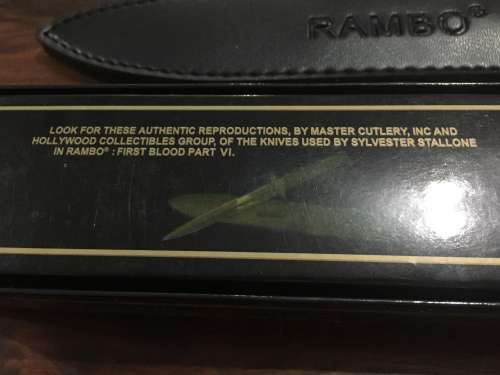 RAMBO®
LOOK FOR THESE AUTHENTIC REPRODUCTIONS, BY MASTER CUTLERY, INC AND
HOLLYWOOD COLLECTIBLES GROUP, OF THE KNIVES USED BY SYLVESTER STALLONE
IN RAMBO® : FIRST BLOOD PART VI.